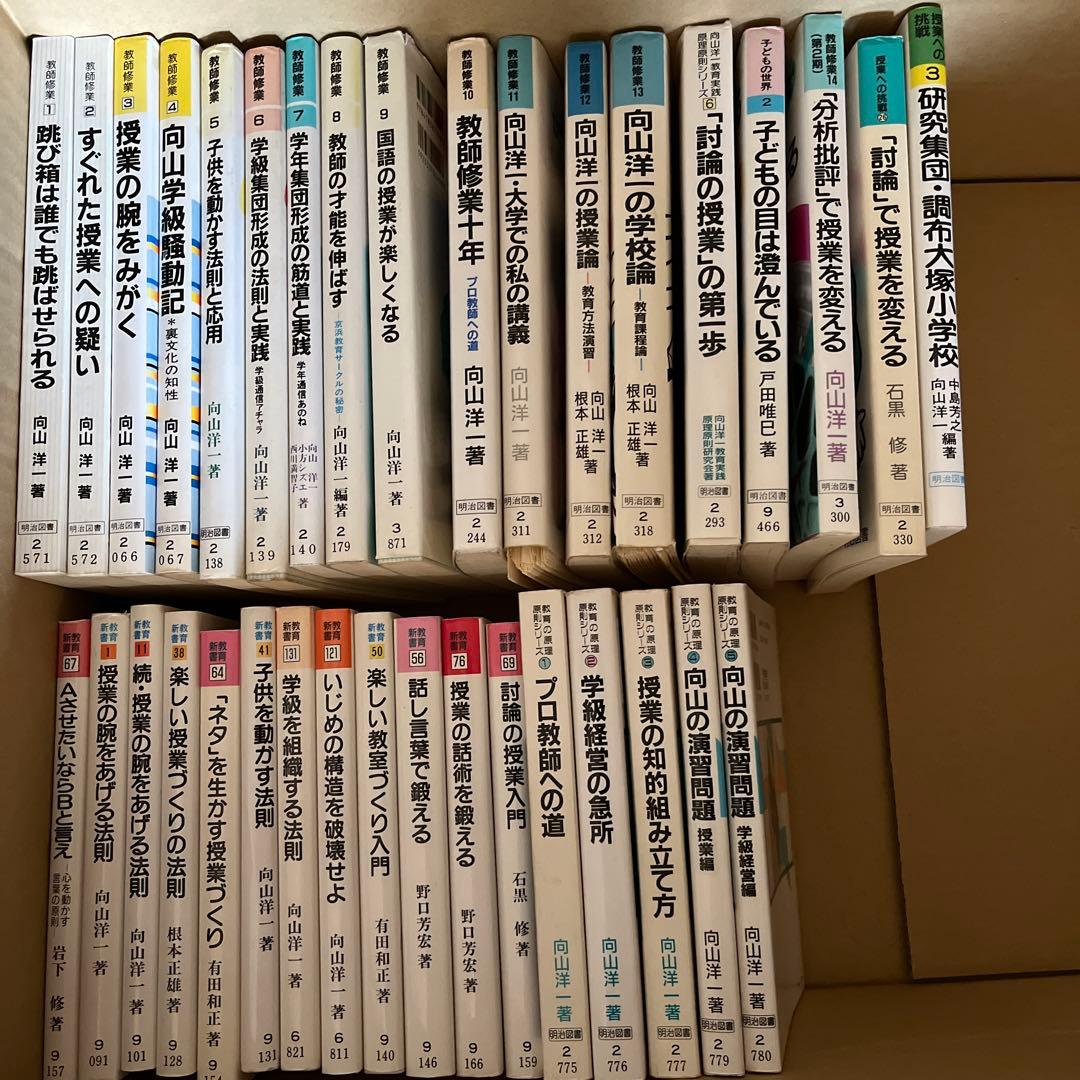 教師修業 1 跳び箱は誰でも跳ばせられる 向山 洋一 著 2 571
教師修業 2 すぐれた授業への疑い 向山 洋一 著 明治図書 2 572
教師修業 3 授業の腕をみがく 向山 洋一 著 明治図書 2 066
教師修業 4 向山学級騒動記 *裏文化の知性 向山 洋一 著 明治図書 2 067
教師修業 5 子供を動かす法則と応用 向山洋一著 明治図書 2 138
教師修業 6 学級集団形成の法則と実践 学級通信アチャラ 向山洋一著 2 139
教師修業 7 学年集団形成の筋道と実践 学年通信あのね 向山洋一 小方シズエ 西川満智子 著 2 140
教師修業 8 教師の才能を伸ばす ―京浜教育サークルの秘密― 向山洋一編著 2 179
教師修業 9 国語の授業が楽しくなる 向山洋一著 3 871
教師修業10 教師修業十年 プロ教師への道 向山洋一著 明治図書 2 244
教師修業11 向山洋一・大学での私の講義 向山洋一著 明治図書 2 311
教師修業12 向山洋一の授業論 ―教育方法演習― 向山洋一 根本正雄 著 明治図書 2 312
教師修業13 向山洋一の学校論 ―教育課程論― 向山洋一 根本正雄 著 明治図書 2 318
向山洋一教育実践原理原則シリーズ 6 「討論の授業」の第一歩 向山洋一教育実践原理原則研究会著 明治図書 2 293
子どもの世界 2 子どもの目は澄んでいる 戸田唯巳著 明治図書 9 466
教師修業14(第2期) 「分析批評」で授業を変える 向山洋一著 明治図書 3 300
授業への挑戦26 「討論」で授業を変える 石黒 修 著 明治図書 2 330
授業への挑戦 3 研究集団・調布大塚小学校 中島芳之 向山洋一 編著 明治図書
教育新書 67 AさせたいならBと言え ―心を動かす言葉の原則― 岩下 修著 9 157
教育新書 1 授業の腕をあげる法則 向山洋一著 9 091
教育新書 11 続・授業の腕をあげる法則 向山洋一著 9 101
教育新書 38 楽しい授業づくりの法則 根本正雄著 9 128
教育新書 64 「ネタ」を生かす授業づくり 有田和正著 9
教育新書 41 子供を動かす法則 向山洋一著 9 131
教育新書 131 学級を組織する法則 向山洋一著 6 821
教育新書 121 いじめの構造を破壊せよ 向山洋一著 6 811
教育新書 50 楽しい教室づくり入門 有田和正著 9 140
教育新書 56 話し言葉で鍛える 野口芳宏著 9 146
教育新書 76 授業の話術を鍛える 野口芳宏著 9 166
教育新書 69 討論の授業入門 石黒 修著 9 159
教育の原理原則シリーズ 1 プロ教師への道 向山洋一著 明治図書 2 775
教育の原理原則シリーズ 2 学級経営の急所 向山洋一著 明治図書 2 776
教育の原理原則シリーズ 3 授業の知的組み立て方 向山洋一著 明治図書 2 777
教育の原理原則シリーズ 4 向山の演習問題 授業編 向山洋一著 明治図書 2 779
教育の原理原則シリーズ 5 向山の演習問題 学級経営編 向山洋一著 明治図書 2 780